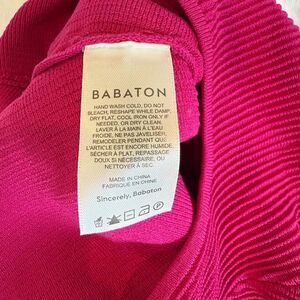 BABATON
HAND WASH COLD, DO NOT
BLEACH, RESHAPE WHILE DAMP,
DRY FLAT, COOL IRON ONLY IF
NEEDED, OR DRY CLEAN.
LAVER À LA MAIN À L'EAU
FROIDE, NE PAS JAVELISER,
REMODELER PENDANT QUE
L'ARTICLE EST ENCORE HUMIDE,
SÉCHER À PLAT, REPASSAGE
DOUX SI NÉCESSAIRE, OU
NETTOYER À SEC.
MADE IN CHINA
FABRIQUÉ EN CHINE
Sincerely, Babaton